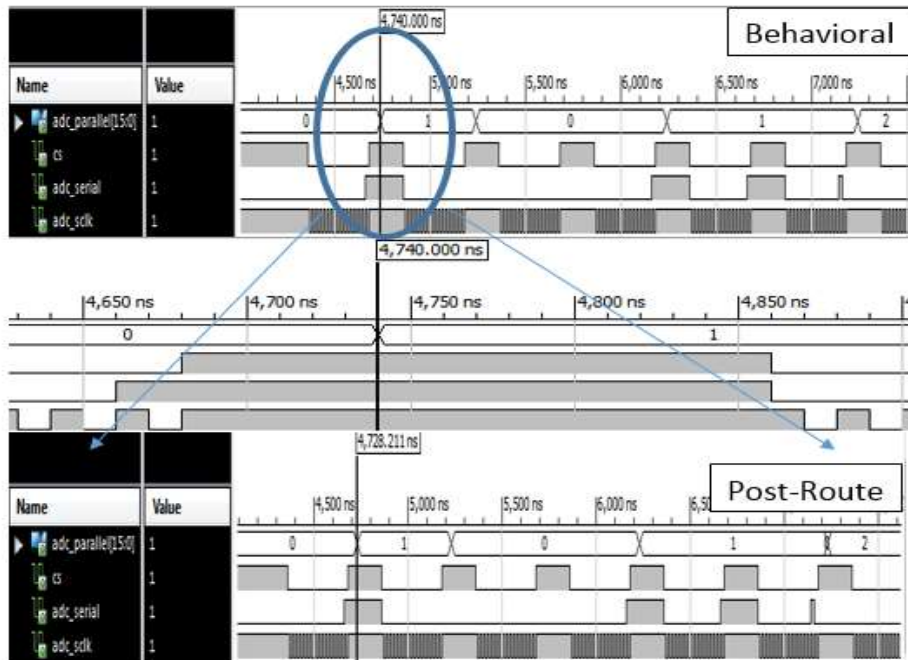 4,740.000 ns
Behavioral
Name Value
4,500 ns 5,000 ns 5,500 ns 6,000 ns 6,500 ns 7,000 ns
adc_parallel[15:0] 1 0 1 0 1 2
cs 1
adc_serial 1
adc_sclk 1
4,740.000 ns
4,650 ns 4,700 ns 4,750 ns 4,800 ns 4,850 ns
0 1
4,728.211 ns
Post-Route
Name Value
4,500 ns 5,000 ns 5,500 ns 6,000 ns
adc_parallel[15:0] 1 0 1 0 1 2
cs 1
adc_serial 1
adc_sclk 1